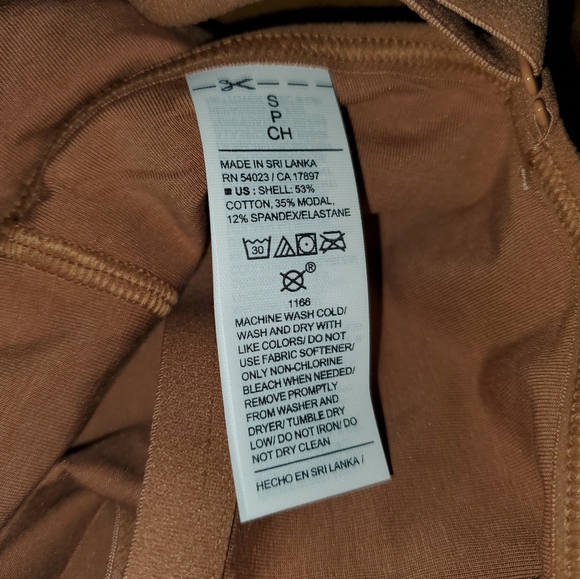 S
P
CH
MADE IN SRI LANKA
RN 54023 / CA 17897
US : SHELL: 53%
COTTON, 35% MODAL,
12% SPANDEX/ELASTANE
30
®
1166
MACHINE WASH COLD/
WASH AND DRY WITH
LIKE COLORS/ DO NOT
USE FABRIC SOFTENER/
ONLY NON-CHLORINE
BLEACH WHEN NEEDED/
REMOVE PROMPTLY
FROM WASHER AND
DRYER/ TUMBLE DRY
LOW/ DO NOT IRON/ DO
NOT DRY CLEAN
HECHO EN SRI LANKA /